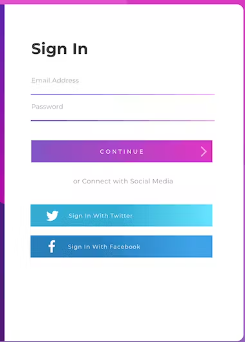 Sign In
Email Address
Password
CONTINUE
or Connect with Social Media
Sign In With Twitter
Sign In With Facebook